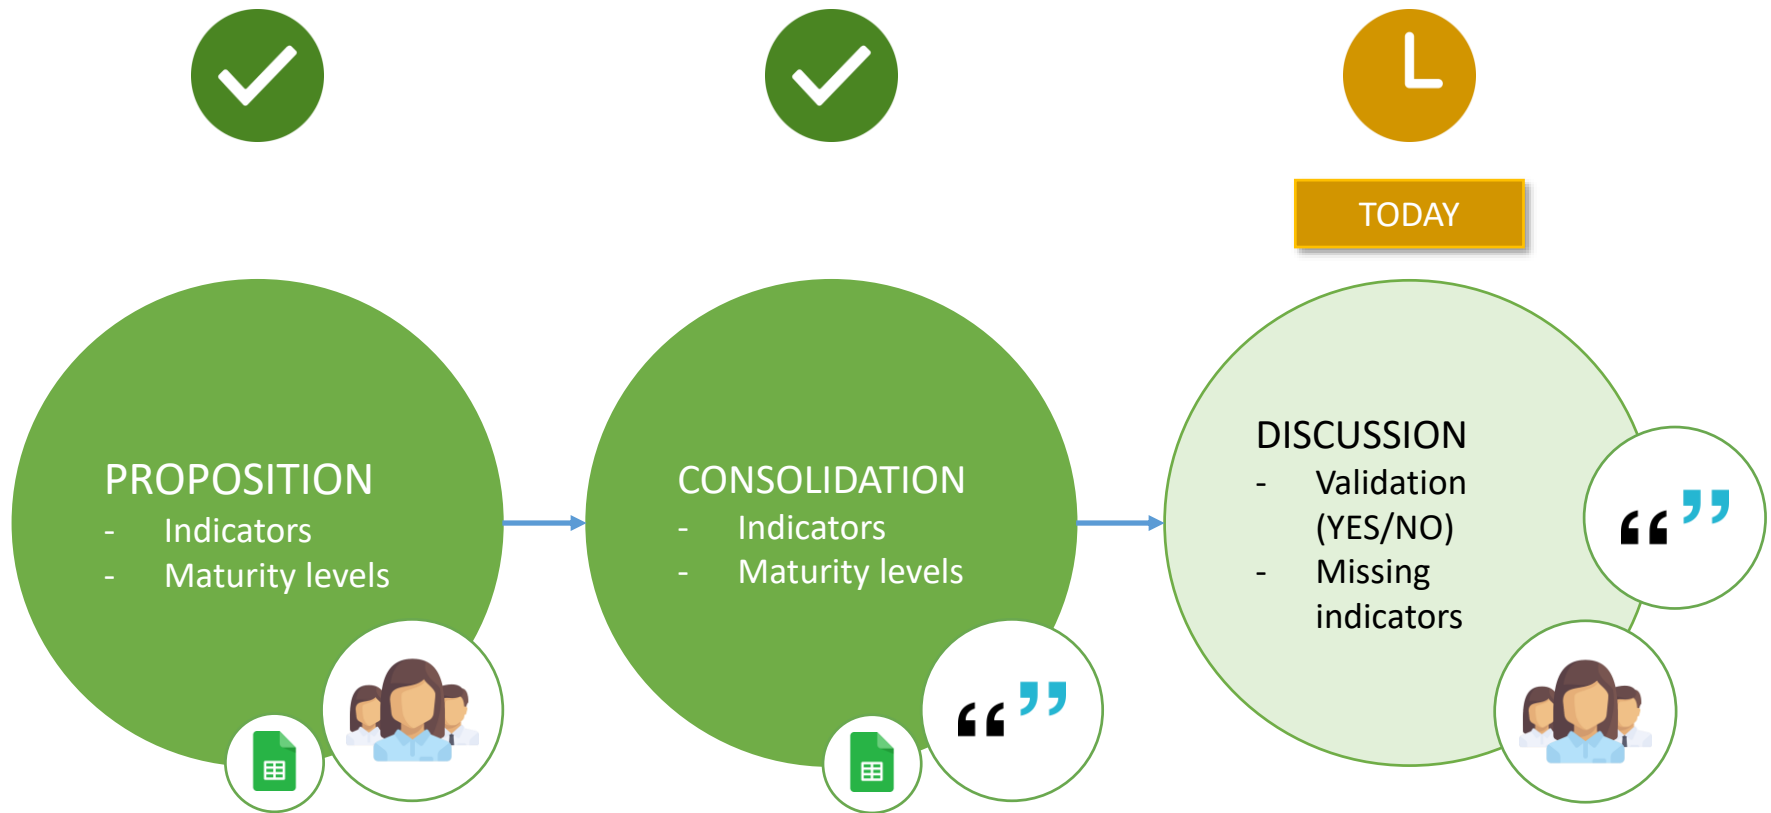 TODAY
PROPOSITION
- Indicators
- Maturity levels
CONSOLIDATION
- Indicators
- Maturity levels
DISCUSSION
- Validation
(YES/NO)
- Missing
indicators
“ ”
“ ”